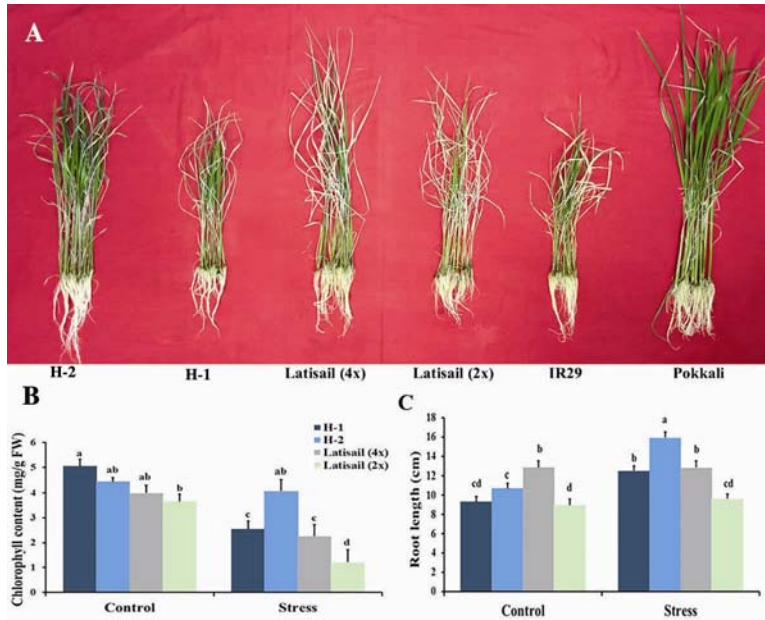 A
H-2 H-1 Latisail (4x) Latisail (2x) IR29 Pokkali
B
Chlorophyll content (mg/g FW)
6
5
4
3
2
1
0
a ab ab b
c ab c d
H-1
H-2
Latisail (4x)
Latisail (2x)
Control Stress
C
Root length (cm)
18
16
14
12
10
8
6
4
2
0
cd c b d
b a b cd
Control Stress